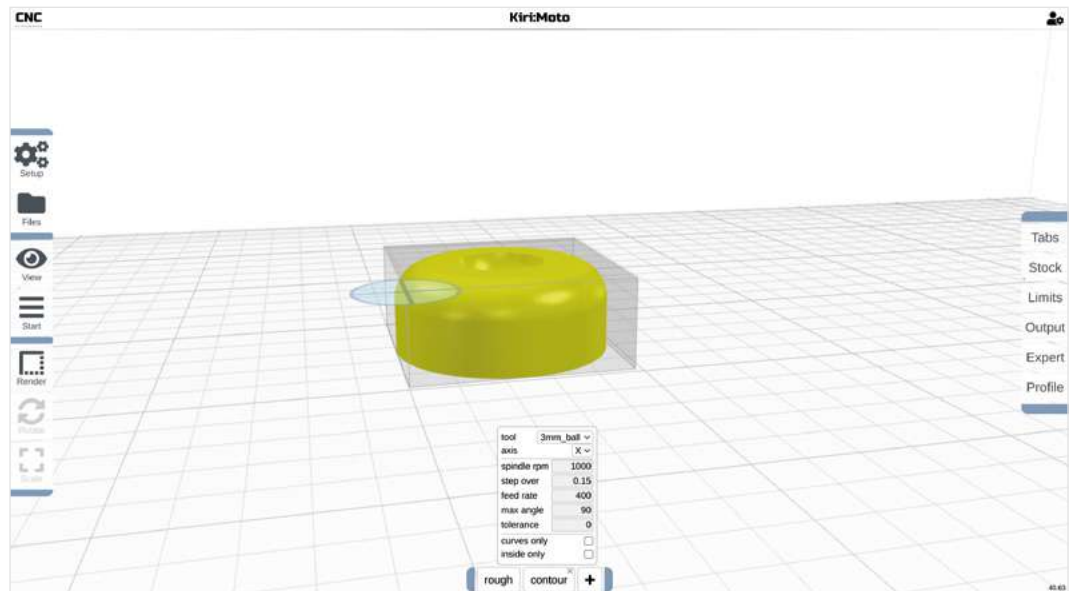 CNC
Kiri:Moto
Setup
Files
View
Start
Render
Rotate
Scale
Tabs
Stock
Limits
Output
Expert
Profile
tool 3mm_ball
axis X
spindle rpm 1000
step over 0.15
feed rate 400
max angle 90
tolerance 0
curves only
inside only
rough contour × +